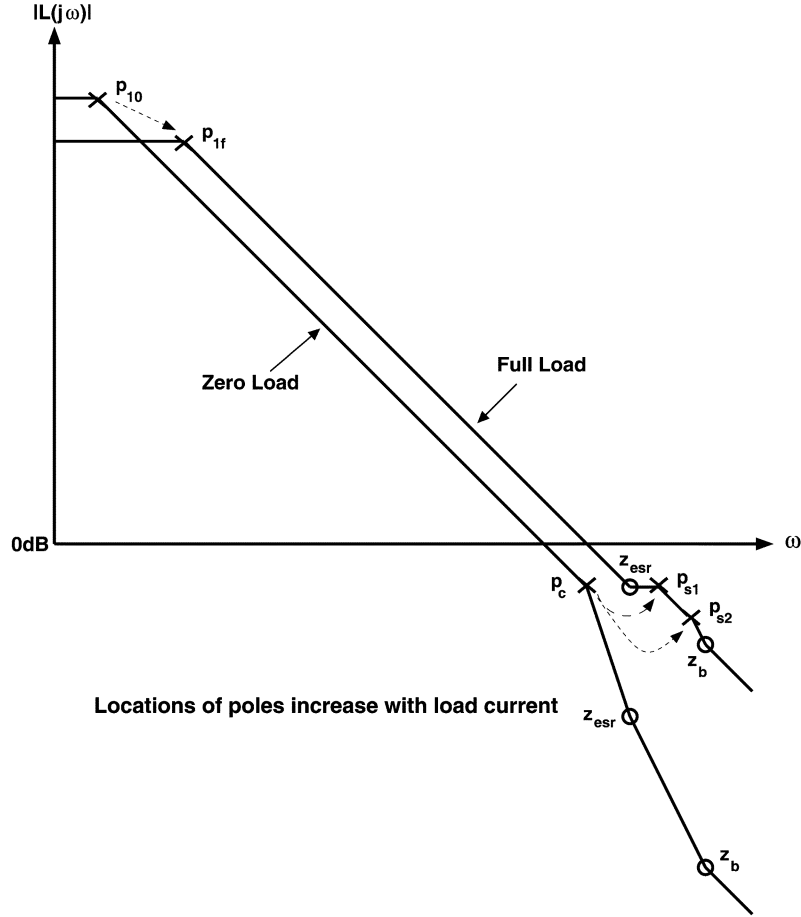 |L(jω)|
p10
p1f
Zero Load
Full Load
0dB
ω
zesr
pc
ps1
ps2
zb
Locations of poles increase with load current
zesr
zb